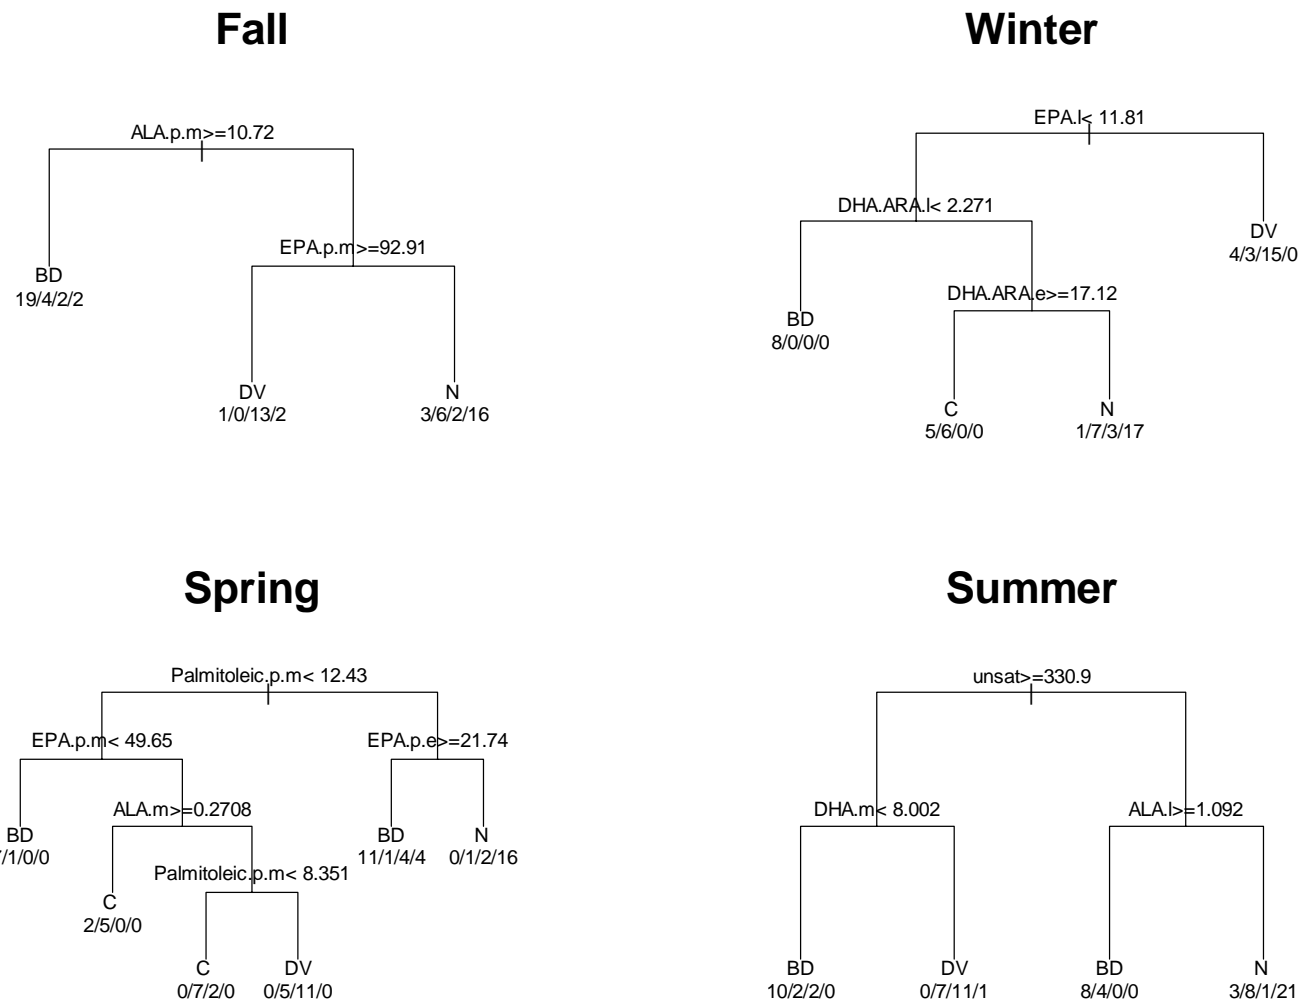 Fall
ALA.p.m>=10.72
EPA.p.m>=92.91
BD
19/4/2/2
DV
1/0/13/2
N
3/6/2/16
Winter
EPA.l< 11.81
DHA.ARA.l< 2.271
DV
4/3/15/0
DHA.ARA.e>=17.12
BD
8/0/0/0
C
5/6/0/0
N
1/7/3/17
Spring
Palmitoleic.p.m< 12.43
EPA.p.m< 49.65
EPA.p.e>=21.74
ALA.m>=0.2708
BD
/1/0/0
BD
11/1/4/4
N
0/1/2/16
Palmitoleic.p.m< 8.351
C
2/5/0/0
C
0/7/2/0
DV
0/5/11/0
Summer
unsat>=330.9
DHA.m< 8.002
ALA.l>=1.092
BD
10/2/2/0
DV
0/7/11/1
BD
8/4/0/0
N
3/8/1/21